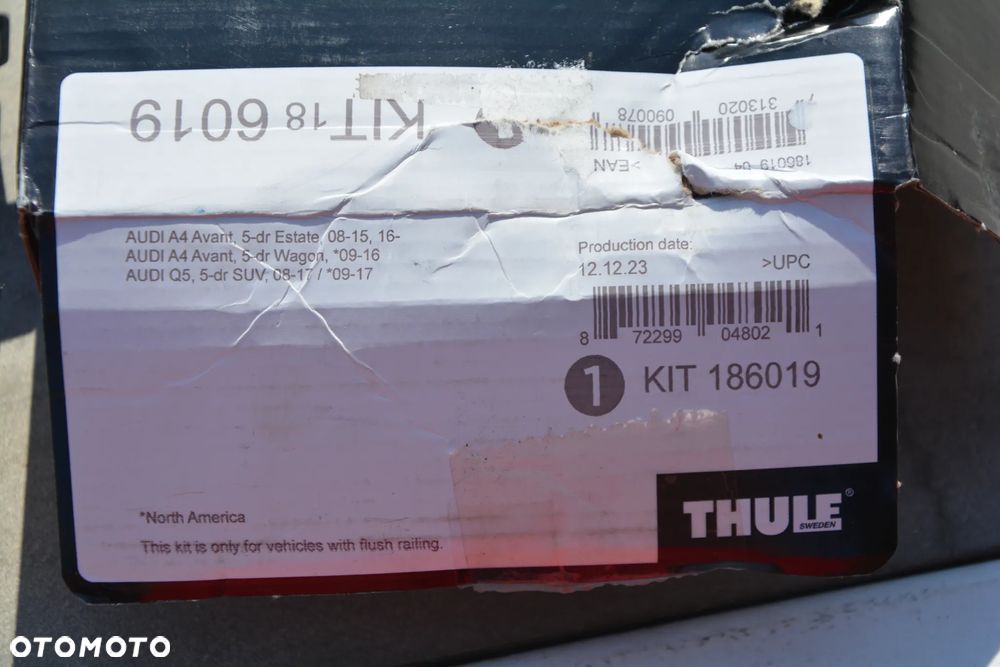 KIT 18 6019
>EAN
7 313020 090078
AUDI A4 Avant, 5-dr Estate, 08-15, 16-
AUDI A4 Avant, 5-dr Wagon, *09-16
AUDI Q5, 5-dr SUV, 08-17 / *09-17
Production date:
12.12.23
>UPC
8 72299 04802 1
1 KIT 186019
*North America
This kit is only for vehicles with flush railing.
THULE®
SWEDEN
OTOMOTO